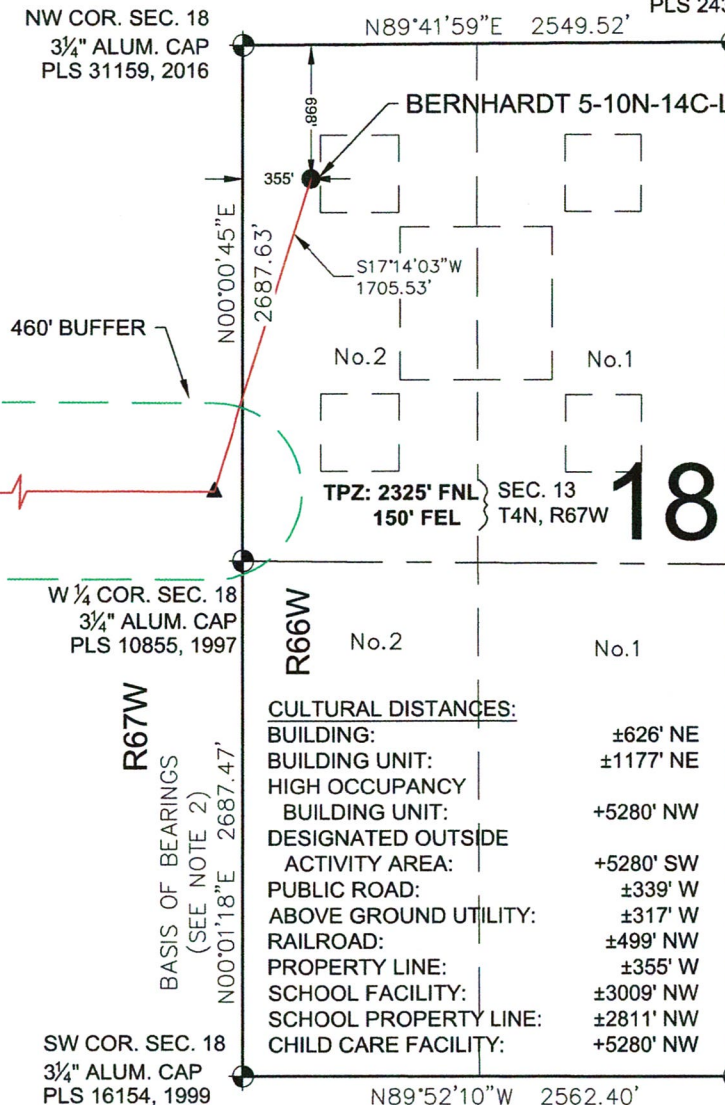 PLS 243
NW COR. SEC. 18
3¼" ALUM. CAP
PLS 31159, 2016
N89°41'59"E 2549.52'
698'
BERNHARDT 5-10N-14C-L
355'
N00°00'45"E
2687.63'
S17°14'03"W
1705.53'
460' BUFFER
No.2
No.1
TPZ: 2325' FNL
150' FEL
SEC. 13
T4N, R67W
18
W ¼ COR. SEC. 18
3¼" ALUM. CAP
PLS 10855, 1997
R66W
No.2
No.1
R67W
BASIS OF BEARINGS
(SEE NOTE 2)
N00°01'18"E 2687.47'
CULTURAL DISTANCES:
BUILDING: ±626' NE
BUILDING UNIT: ±1177' NE
HIGH OCCUPANCY
BUILDING UNIT: +5280' NW
DESIGNATED OUTSIDE
ACTIVITY AREA: +5280' SW
PUBLIC ROAD: ±339' W
ABOVE GROUND UTILITY: ±317' W
RAILROAD: ±499' NW
PROPERTY LINE: ±355' W
SCHOOL FACILITY: ±3009' NW
SCHOOL PROPERTY LINE: ±2811' NW
CHILD CARE FACILITY: +5280' NW
SW COR. SEC. 18
3¼" ALUM. CAP
PLS 16154, 1999
N89°52'10"W 2562.40'